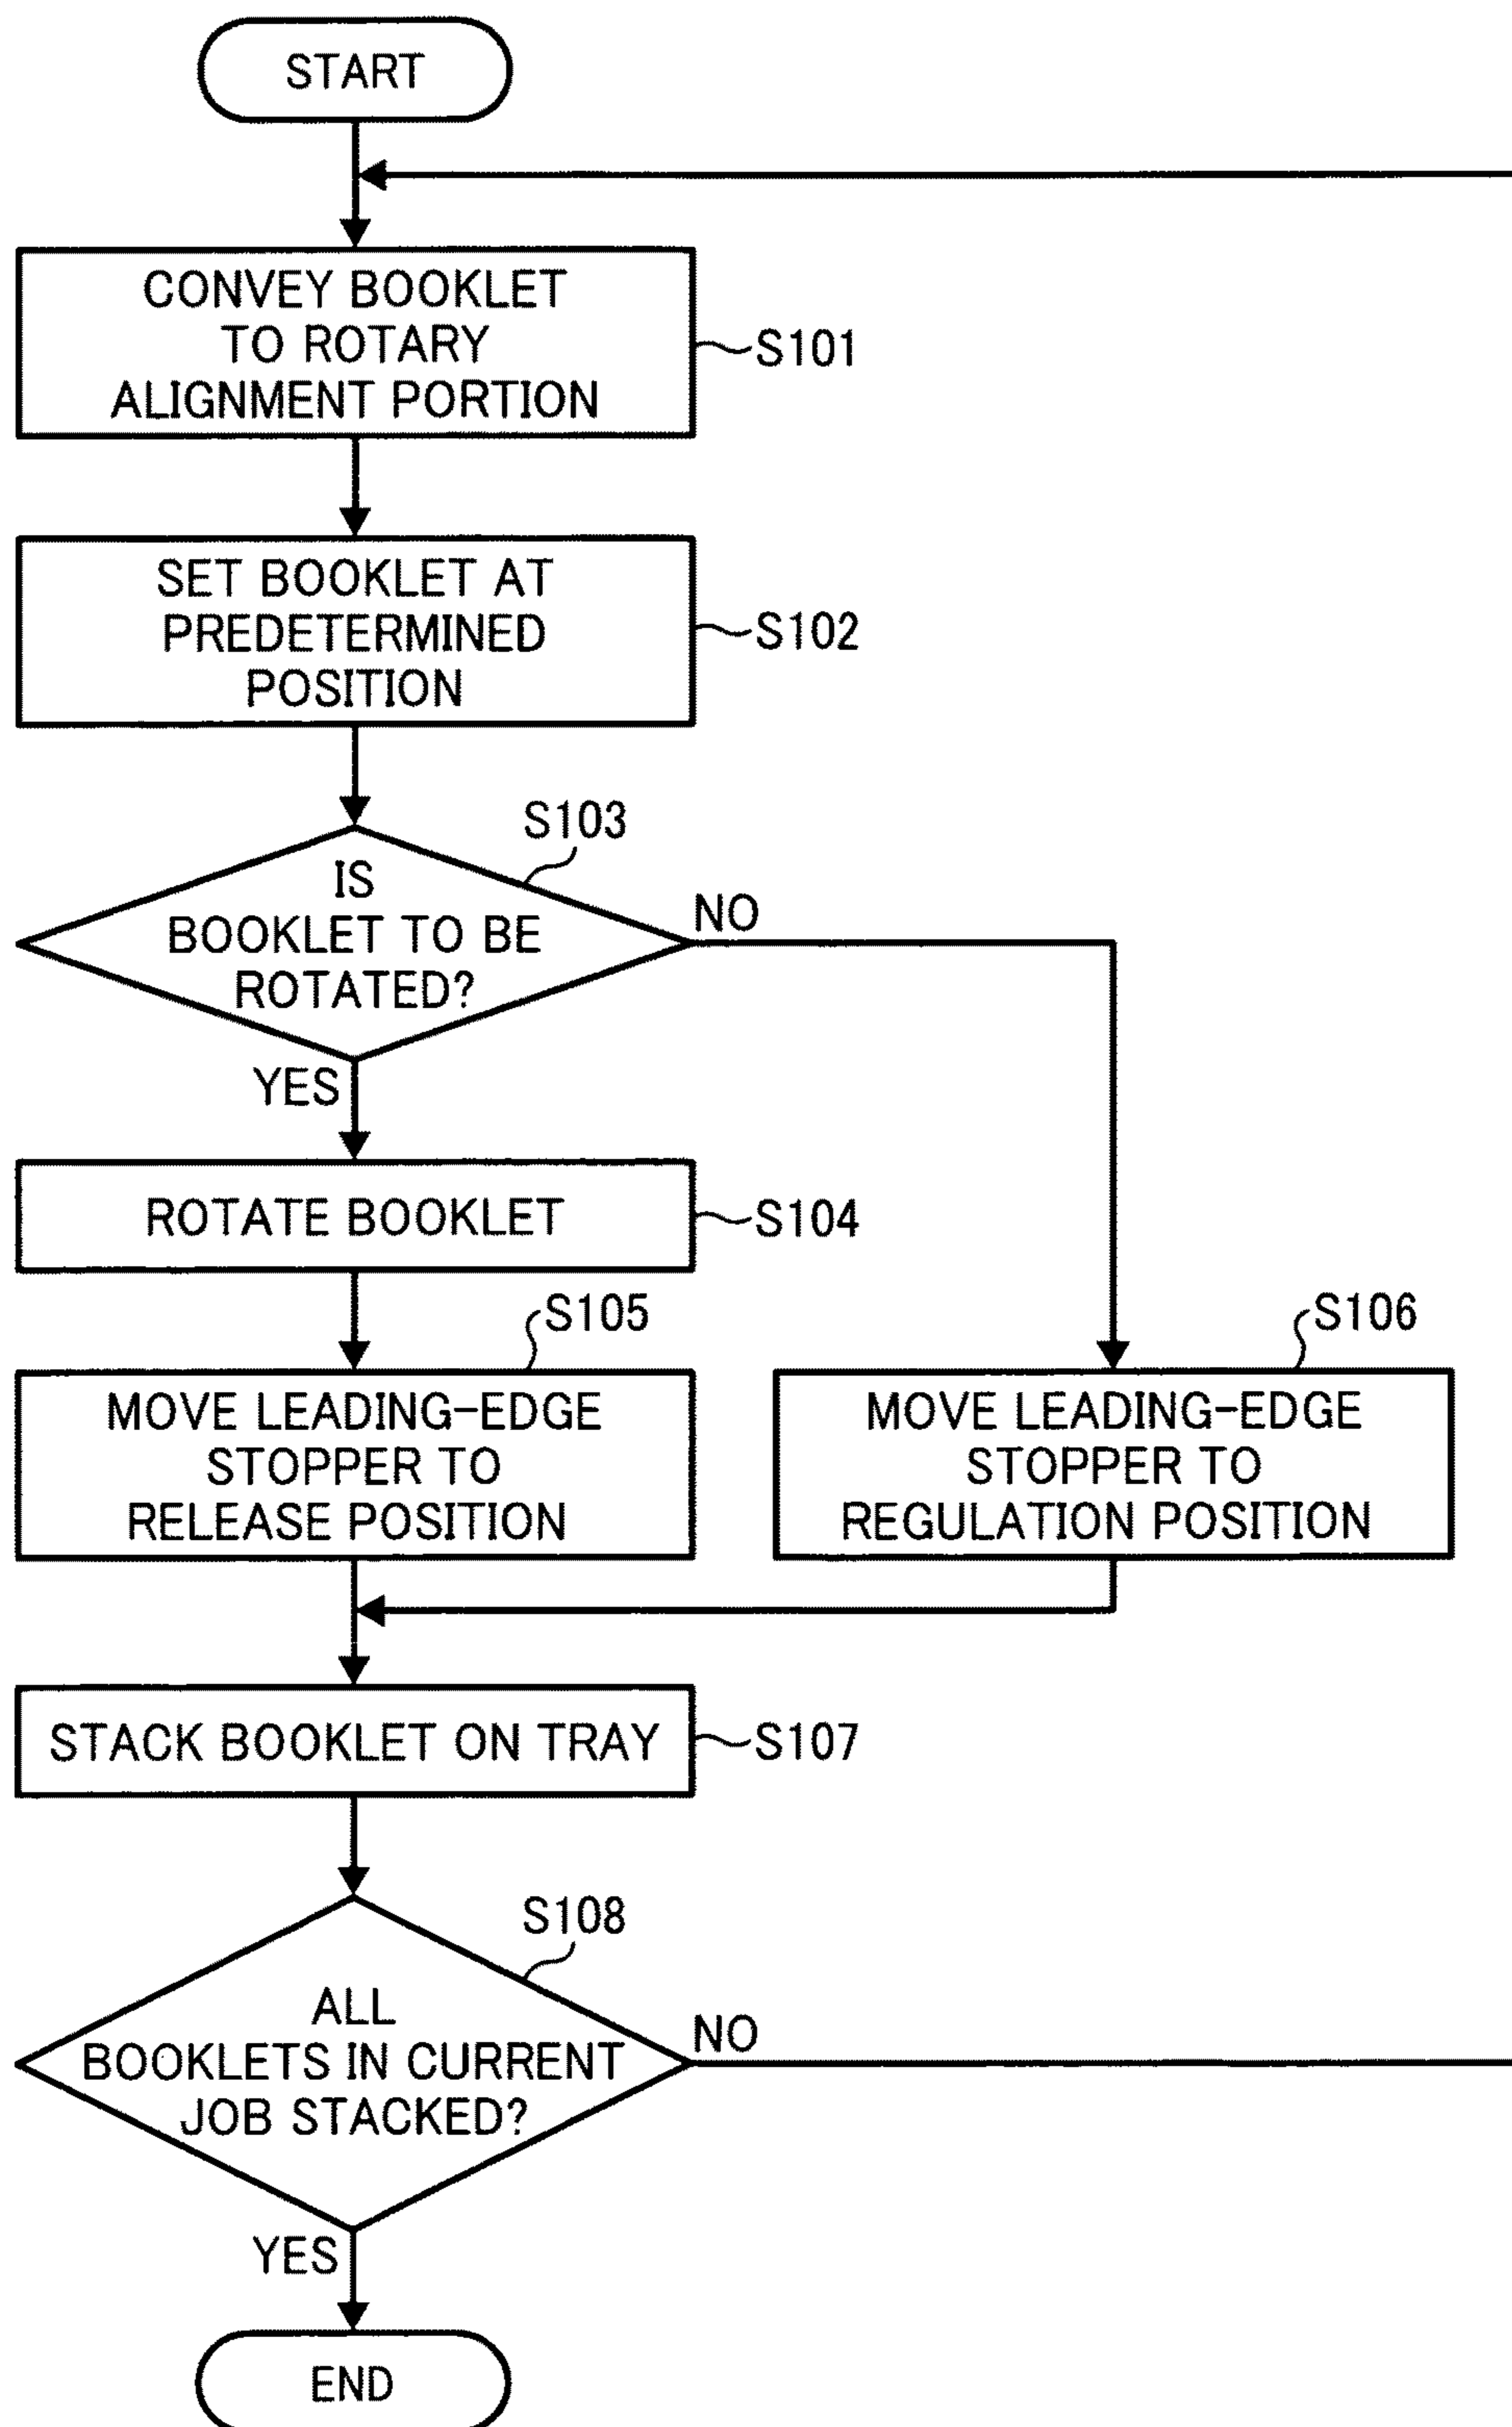 START
CONVEY BOOKLET
TO ROTARY
ALIGNMENT PORTION
S101
SET BOOKLET AT
PREDETERMINED
POSITION
S102
S103
IS
BOOKLET TO BE
ROTATED?
NO
YES
ROTATE BOOKLET
S104
S105
MOVE LEADING-EDGE
STOPPER TO
RELEASE POSITION
S106
MOVE LEADING-EDGE
STOPPER TO
REGULATION POSITION
STACK BOOKLET ON TRAY
S107
S108
ALL
BOOKLETS IN CURRENT
JOB STACKED?
NO
YES
END